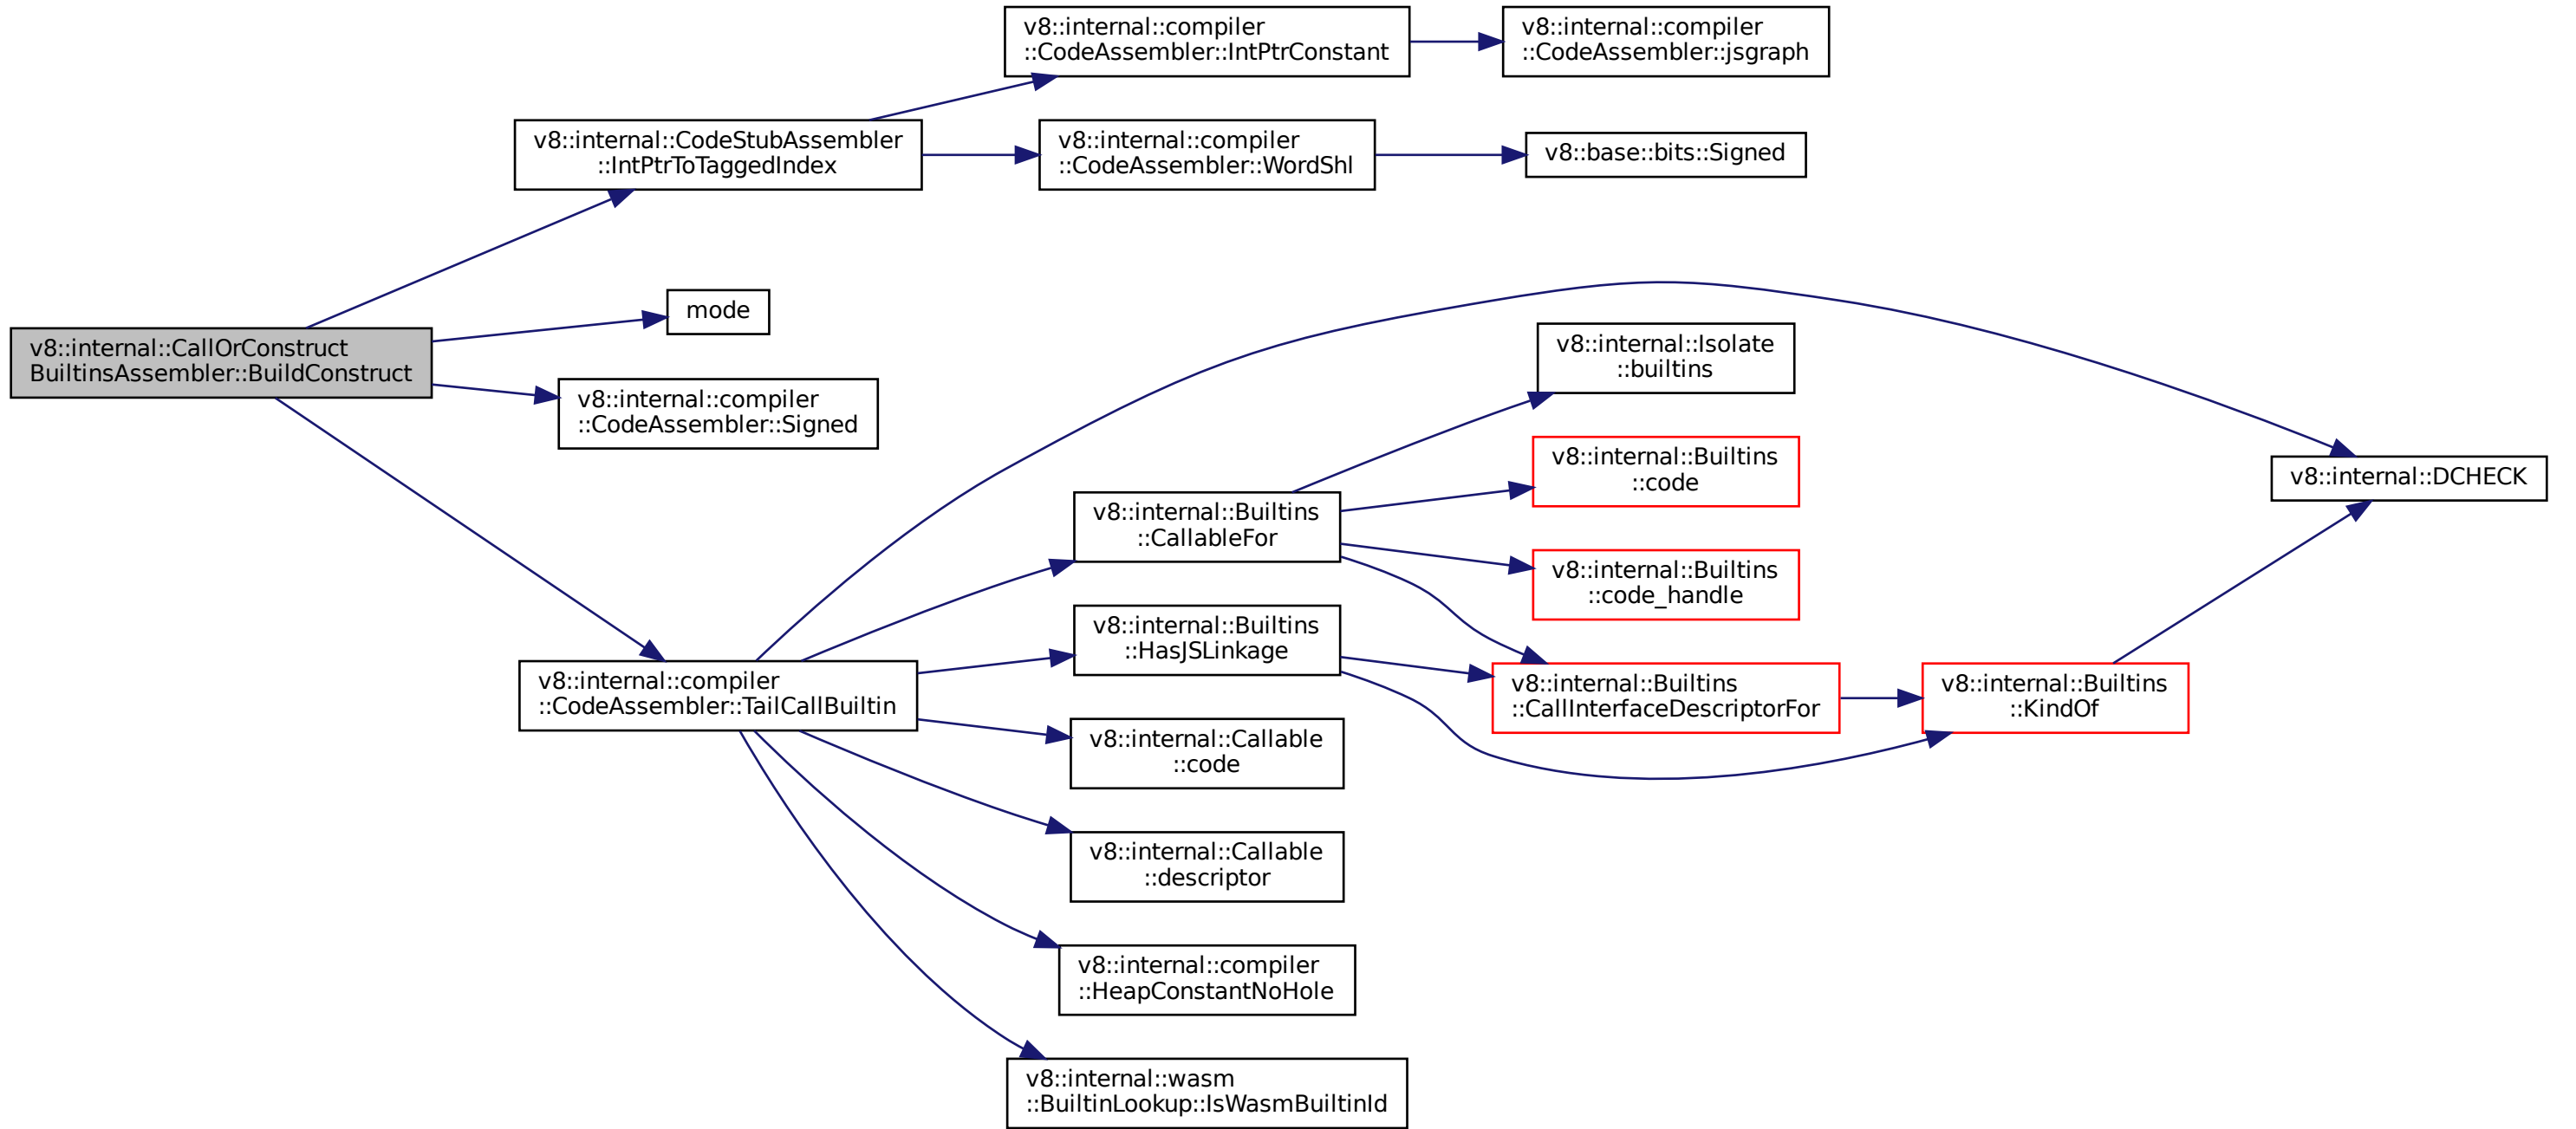 v8::internal::CallOrConstruct
BuiltinsAssembler::BuildConstruct
v8::internal::CodeStubAssembler
::IntPtrToTaggedIndex
v8::internal::compiler
::CodeAssembler::IntPtrConstant
v8::internal::compiler
::CodeAssembler::jsgraph
v8::internal::compiler
::CodeAssembler::WordShl
v8::base::bits::Signed
mode
v8::internal::compiler
::CodeAssembler::Signed
v8::internal::compiler
::CodeAssembler::TailCallBuiltin
v8::internal::Builtins
::CallableFor
v8::internal::Isolate
::builtins
v8::internal::Builtins
::code
v8::internal::Builtins
::code_handle
v8::internal::Builtins
::CallInterfaceDescriptorFor
v8::internal::Builtins
::KindOf
v8::internal::DCHECK
v8::internal::Builtins
::HasJSLinkage
v8::internal::Callable
::code
v8::internal::Callable
::descriptor
v8::internal::compiler
::HeapConstantNoHole
v8::internal::wasm
::BuiltinLookup::IsWasmBuiltinId